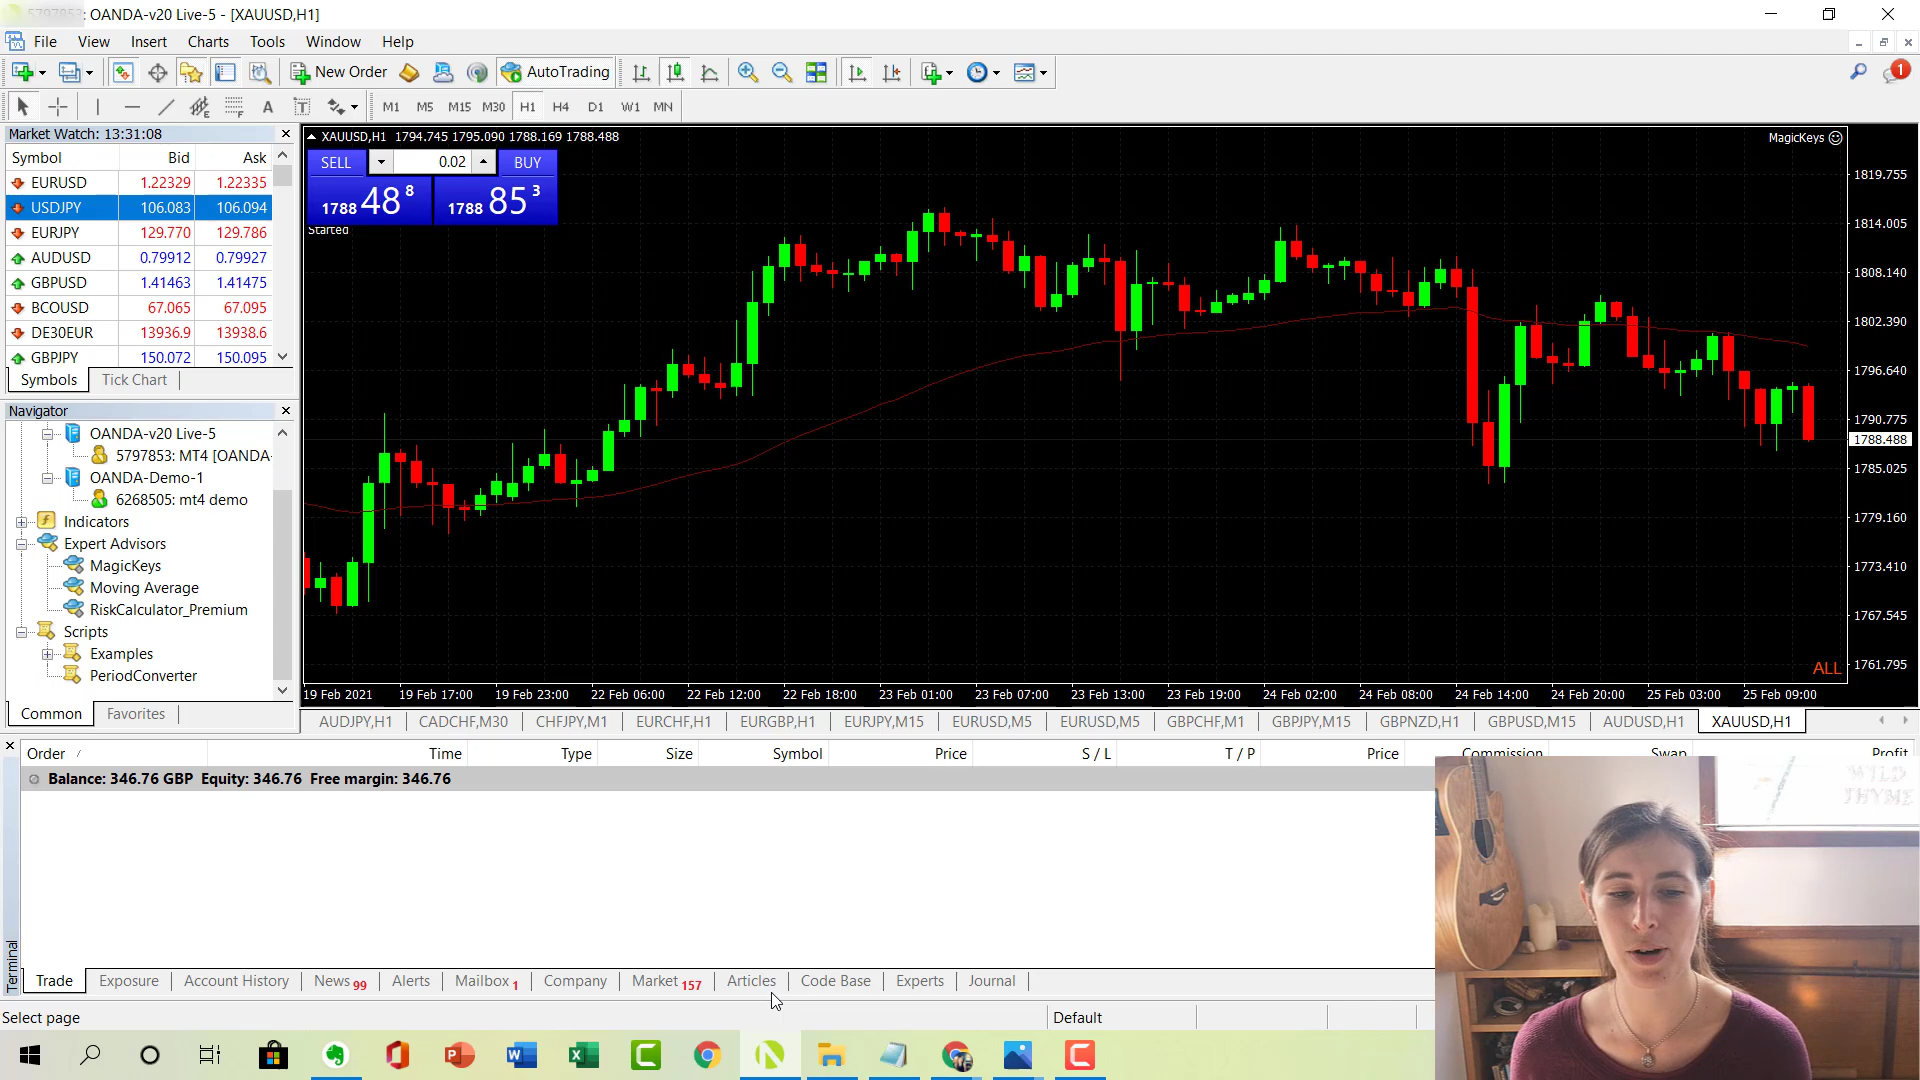 5797853: OANDA-v20 Live-5 - [XAUUSD,H1]
File View Insert Charts Tools Window Help
New Order AutoTrading 1
A T M1 M5 M15 M30 H1 H4 D1 W1 MN
Market Watch: 13:31:08
Symbol Bid Ask
EURUSD 1.22329 1.22335
USDJPY 106.083 106.094
EURJPY 129.770 129.786
AUDUSD 0.79912 0.79927
GBPUSD 1.41463 1.41475
BCOUSD 67.065 67.095
DE30EUR 13936.9 13938.6
GBPJPY 150.072 150.095
Symbols Tick Chart
Navigator
OANDA-v20 Live-5
5797853: MT4 [OANDA-
OANDA-Demo-1
6268505: mt4 demo
Indicators
Expert Advisors
MagicKeys
Moving Average
RiskCalculator_Premium
Scripts
Examples
PeriodConverter
Common Favorites
XAUUSD,H1 1794.745 1795.090 1788.169 1788.488
MagicKeys
SELL 0.02 BUY
1788 48 8 1788 85 3
Started
1819.755
1814.005
1808.140
1802.390
1796.640
1790.775
1788.488
1785.025
1779.160
1773.410
1767.545
1761.795
ALL
19 Feb 2021 19 Feb 17:00 19 Feb 23:00 22 Feb 06:00 22 Feb 12:00 22 Feb 18:00 23 Feb 01:00 23 Feb 07:00 23 Feb 13:00 23 Feb 19:00 24 Feb 02:00 24 Feb 08:00 24 Feb 14:00 24 Feb 20:00 25 Feb 03:00 25 Feb 09:00
AUDJPY,H1 CADCHF,M30 CHFJPY,M1 EURCHF,H1 EURGBP,H1 EURJPY,M15 EURUSD,M5 EURUSD,M5 GBPCHF,M1 GBPJPY,M15 GBPNZD,H1 GBPUSD,M15 AUDUSD,H1 XAUUSD,H1
Order Time Type Size Symbol Price S / L T / P Price Commission Swap Profit
Balance: 346.76 GBP Equity: 346.76 Free margin: 346.76
Terminal
Trade Exposure Account History News 99 Alerts Mailbox 1 Company Market 157 Articles Code Base Experts Journal
Select page Default
WILD
THYME